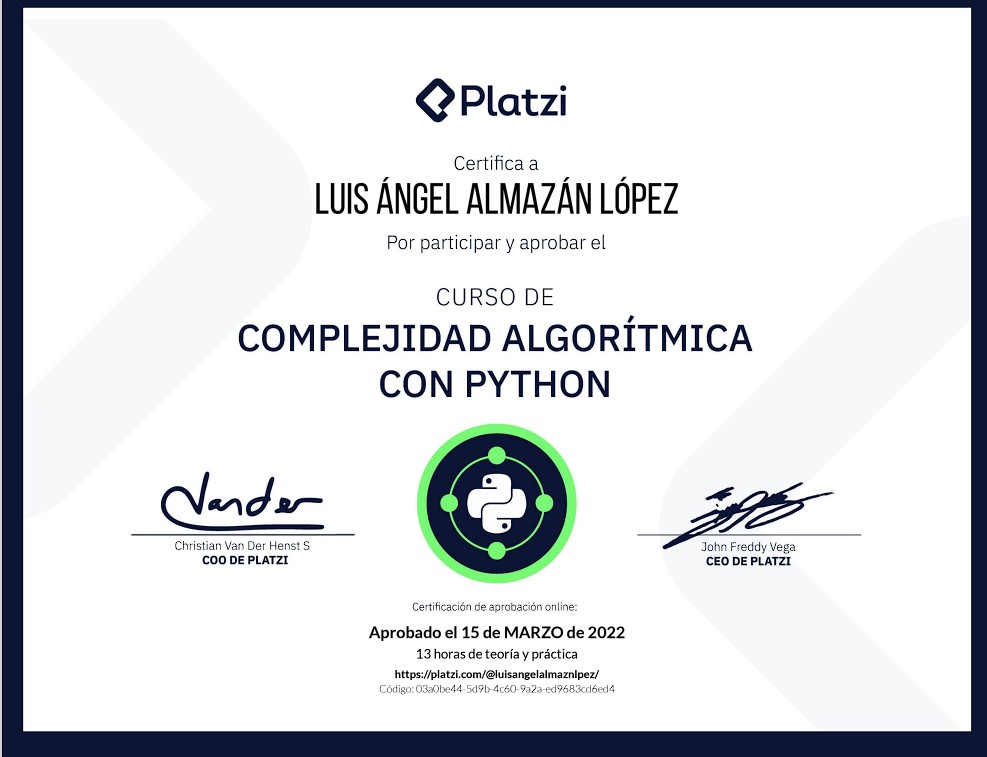 Platzi
Certifica a
LUIS ÁNGEL ALMAZÁN LÓPEZ
Por participar y aprobar el
CURSO DE
COMPLEJIDAD ALGORÍTMICA
CON PYTHON
Vander
Christian Van Der Henst S
COO DE PLATZI
John Freddy Vega
CEO DE PLATZI
Certificación de aprobación online:
Aprobado el 15 de MARZO de 2022
13 horas de teoría y práctica
https://platzi.com/@luisangelalmaznlpez/
Código: 03a0be44-5d9b-4c60-9a2a-ed9683cd6ed4